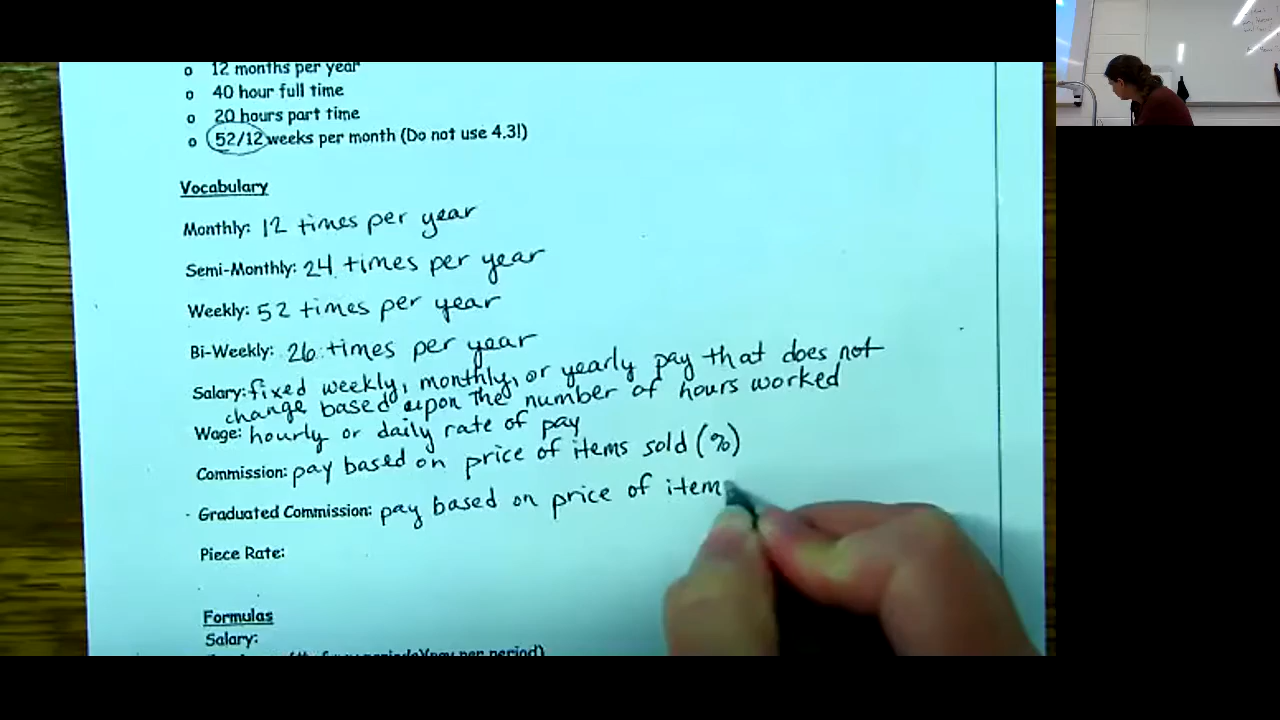 o 12 months per year
o 40 hour full time
o 20 hours part time
o 52/12 weeks per month (Do not use 4.3!)
Vocabulary
Monthly: 12 times per year
Semi-Monthly: 24 times per year
Weekly: 52 times per year
Bi-Weekly: 26 times per year
Salary: fixed weekly, monthly, or yearly pay that does not
change based upon the number of hours worked
Wage: hourly or daily rate of pay
Commission: pay based on price of items sold (%)
Graduated Commission: pay based on price of item
Piece Rate:
Formulas
Salary:
pay per period)